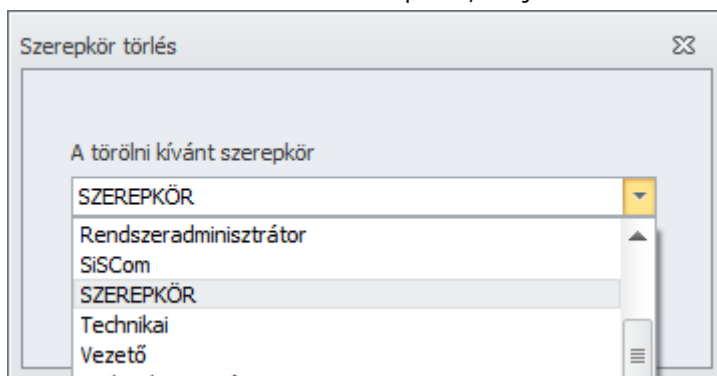 Szerepkör törlés
A törölni kívánt szerepkör
SZEREPKÖR
Rendszeradminisztrátor
SiSCom
SZEREPKÖR
Technikai
Vezető